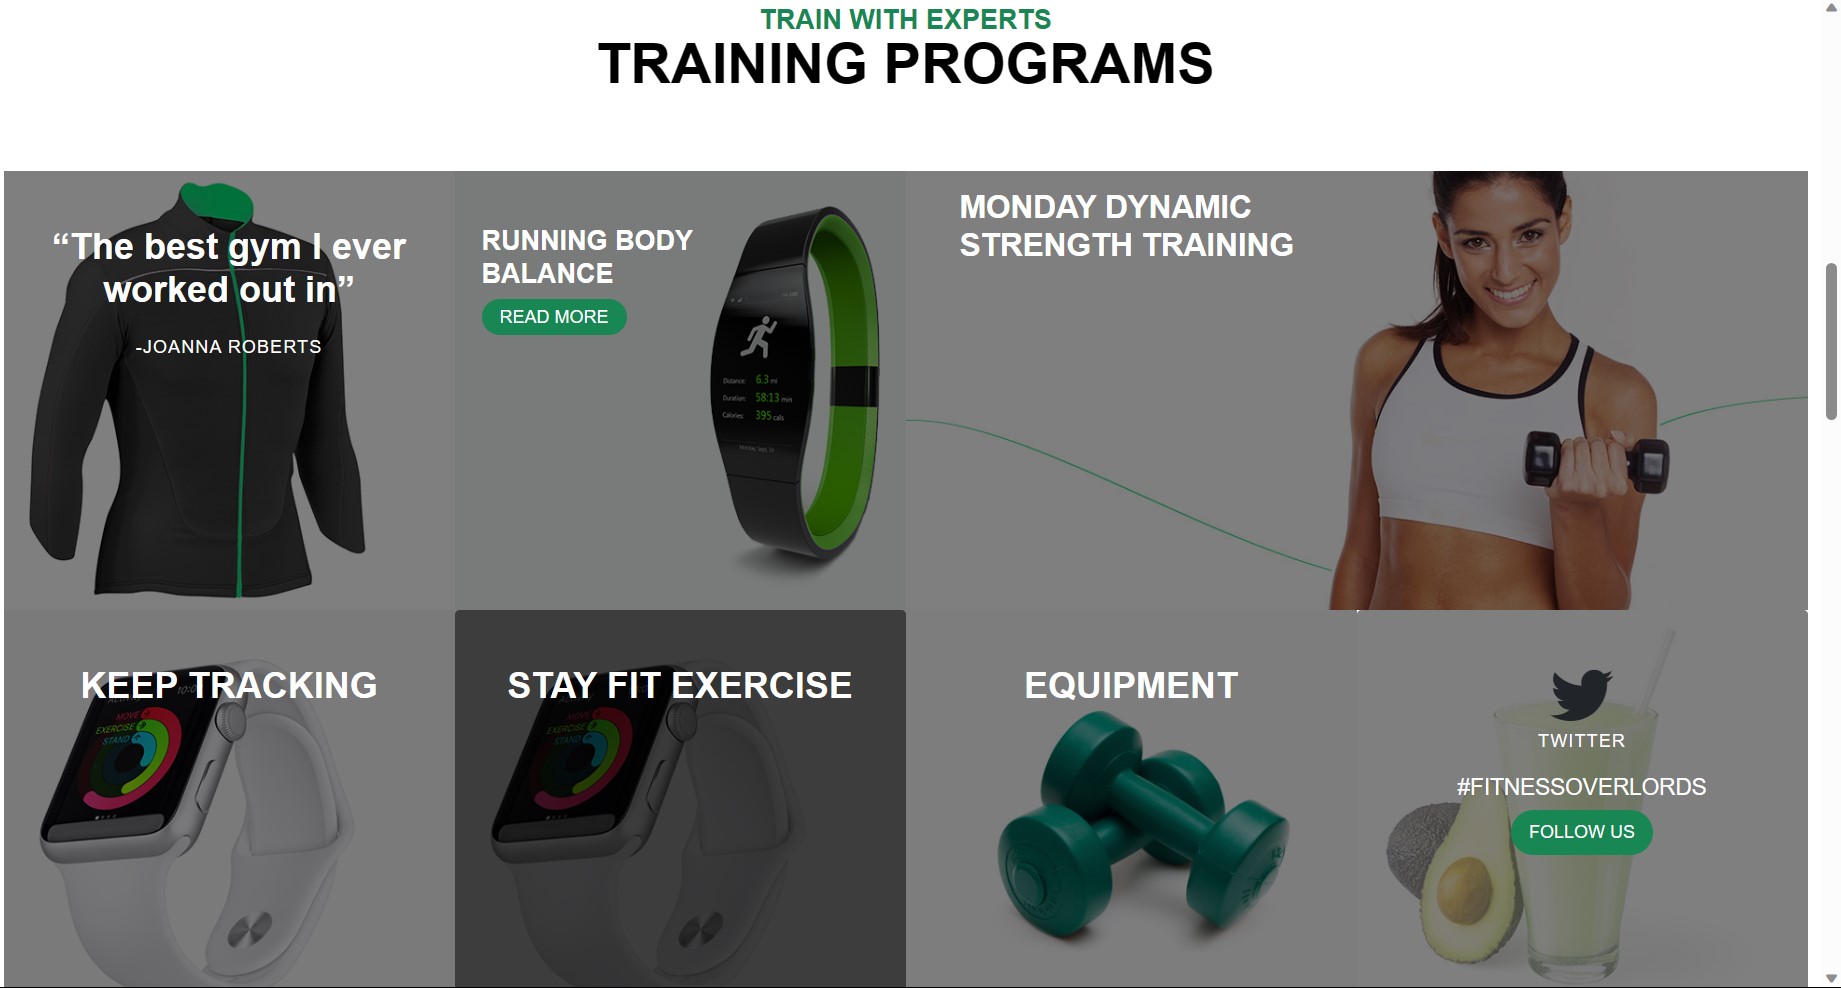 TRAIN WITH EXPERTS
TRAINING PROGRAMS
“The best gym I ever
worked out in”
-JOANNA ROBERTS
RUNNING BODY
BALANCE
READ MORE
Distance: 6.3 mi
Duration: 58:13 min
Calories: 395 cals
MONDAY DYNAMIC
STRENGTH TRAINING
KEEP TRACKING
MOVE
EXERCISE
STAND
STAY FIT EXERCISE
MOVE
EXERCISE
STAND
EQUIPMENT
TWITTER
#FITNESSOVERLORDS
FOLLOW US